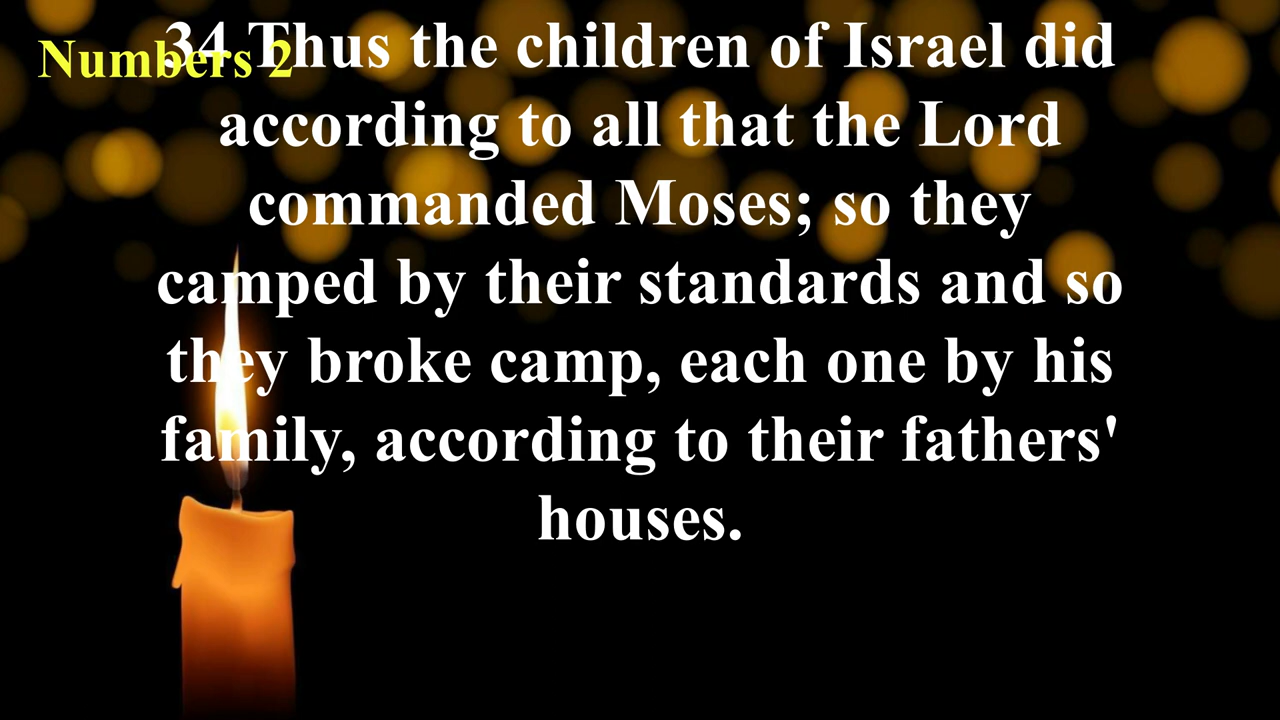 Numbers 2
34 Thus the children of Israel did
according to all that the Lord
commanded Moses; so they
camped by their standards and so
they broke camp, each one by his
family, according to their fathers'
houses.